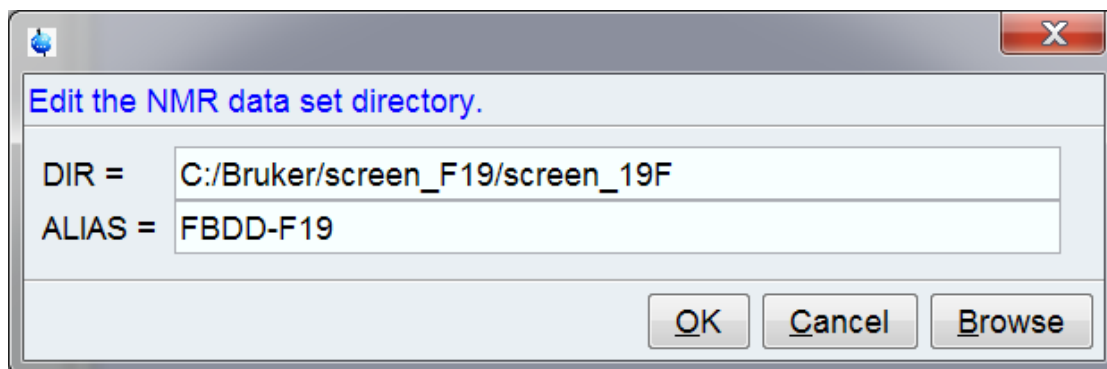 Edit the NMR data set directory.
DIR = C:/Bruker/screen_F19/screen_19F
ALIAS = FBDD-F19
OK Cancel Browse